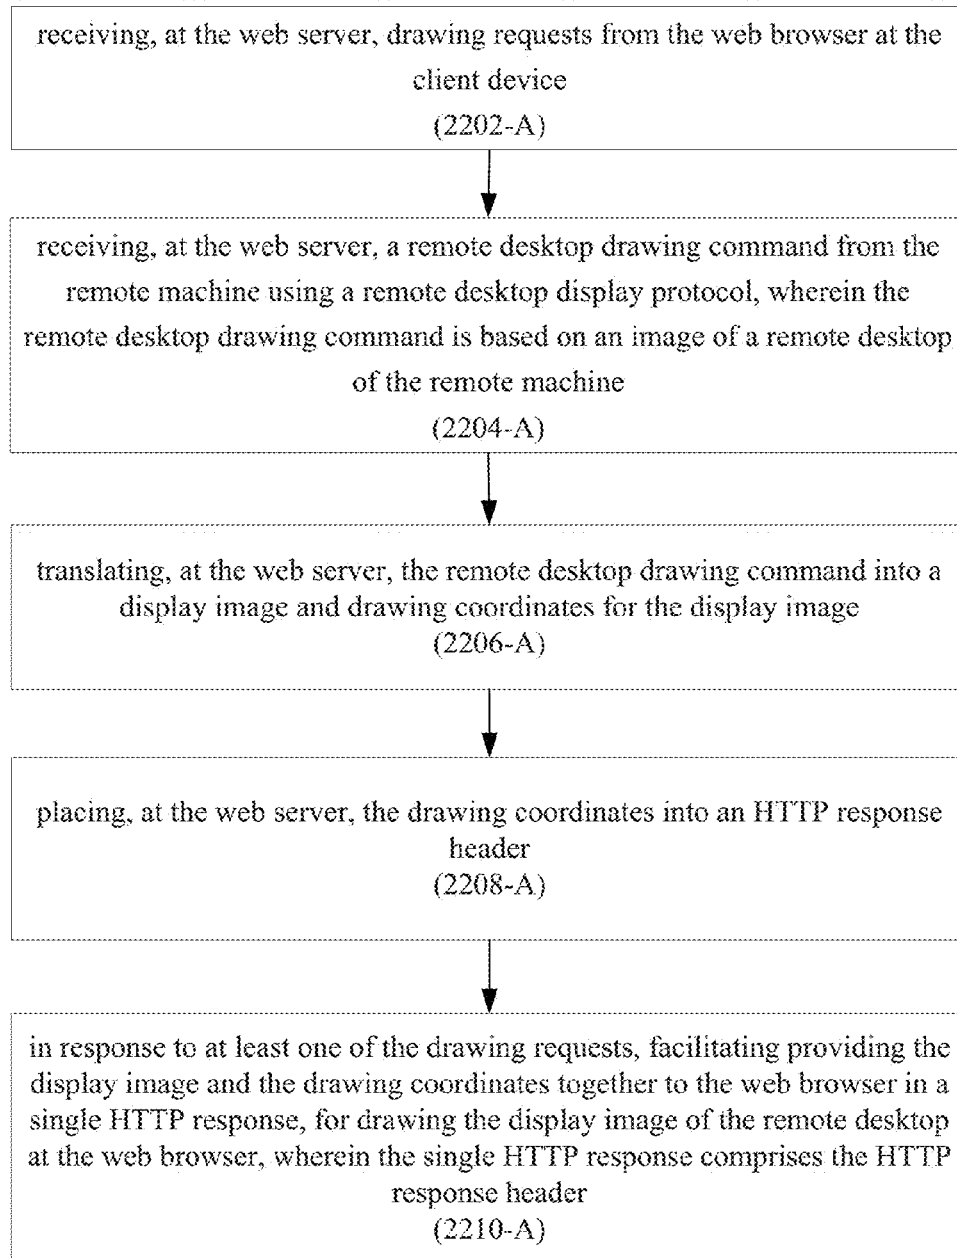 receiving, at the web server, drawing requests from the web browser at the
client device
(2202-A)
receiving, at the web server, a remote desktop drawing command from the
remote machine using a remote desktop display protocol, wherein the
remote desktop drawing command is based on an image of a remote desktop
of the remote machine
(2204-A)
translating, at the web server, the remote desktop drawing command into a
display image and drawing coordinates for the display image
(2206-A)
placing, at the web server, the drawing coordinates into an HTTP response
header
(2208-A)
in response to at least one of the drawing requests, facilitating providing the
display image and the drawing coordinates together to the web browser in a
single HTTP response, for drawing the display image of the remote desktop
at the web browser, wherein the single HTTP response comprises the HTTP
response header
(2210-A)